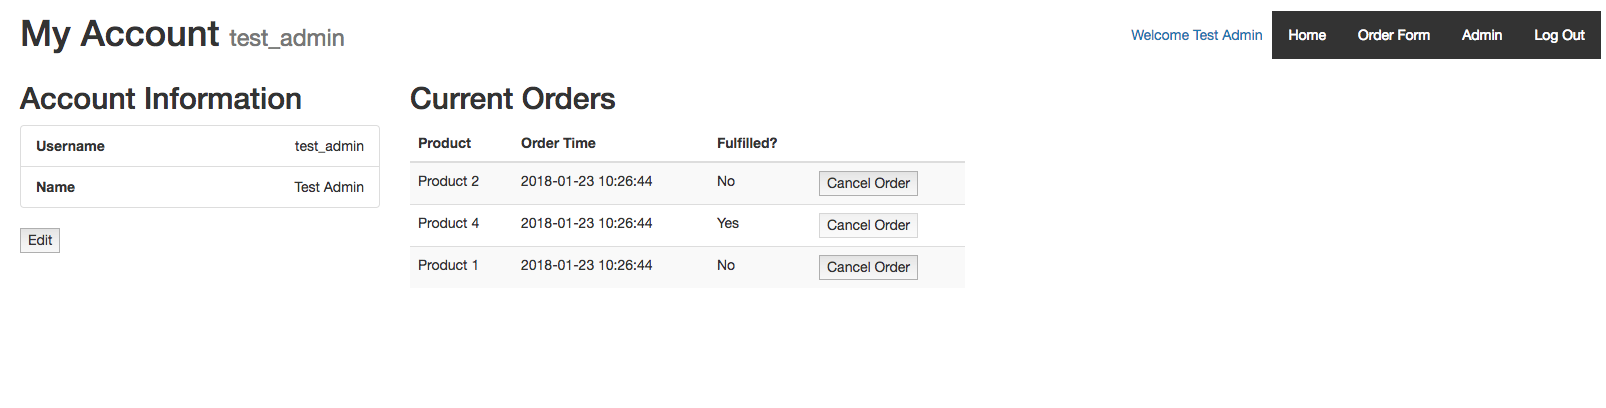 My Account test_admin
Welcome Test Admin Home Order Form Admin Log Out
Account Information
Username test_admin
Name Test Admin
Edit
Current Orders
Product Order Time Fulfilled?
Product 2 2018-01-23 10:26:44 No Cancel Order
Product 4 2018-01-23 10:26:44 Yes Cancel Order
Product 1 2018-01-23 10:26:44 No Cancel Order